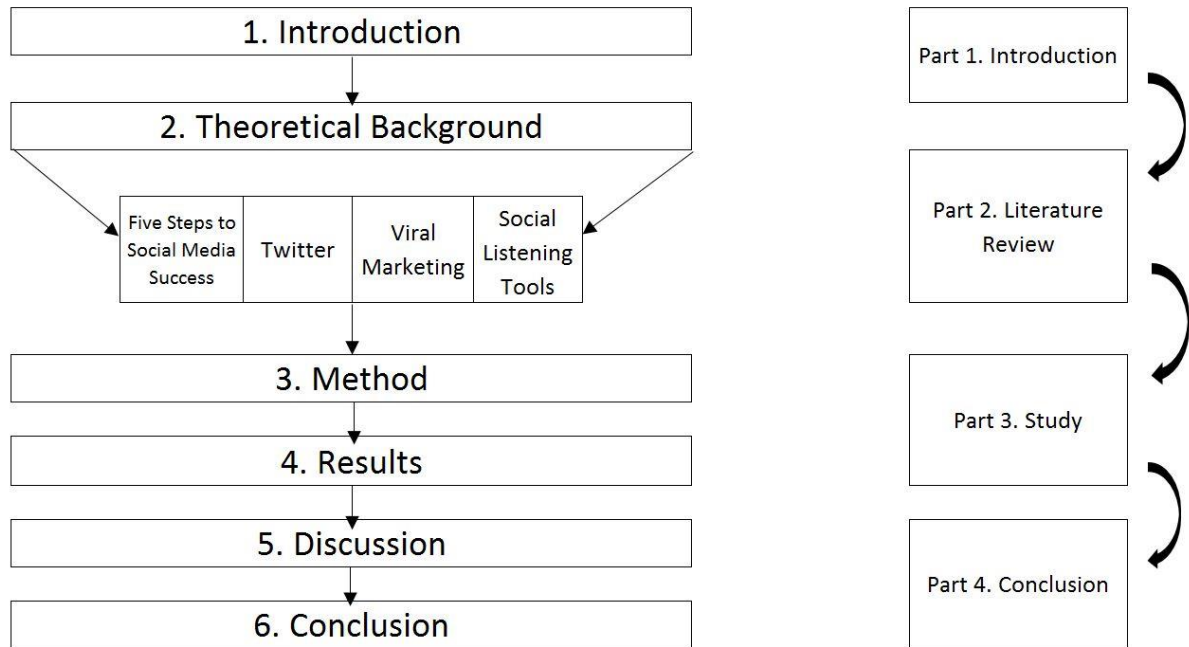 1. Introduction
2. Theoretical Background
Five Steps to
Social Media
Success
Twitter
Viral
Marketing
Social
Listening
Tools
3. Method
4. Results
5. Discussion
6. Conclusion
Part 1. Introduction
Part 2. Literature
Review
Part 3. Study
Part 4. Conclusion